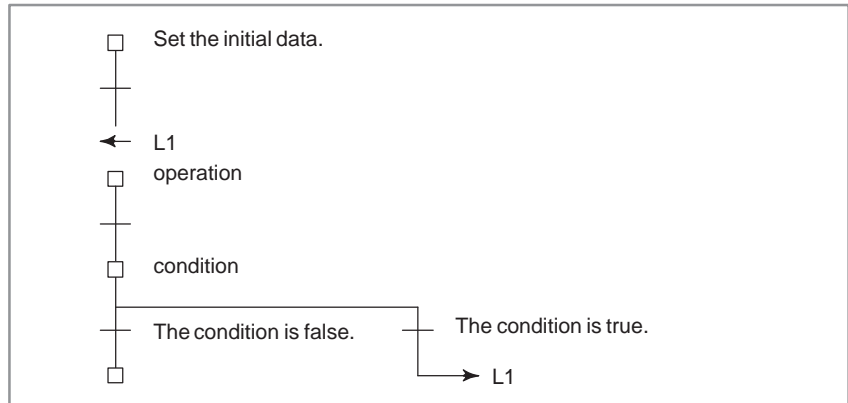 Set the initial data.
L1
operation
condition
The condition is false.
The condition is true.
L1